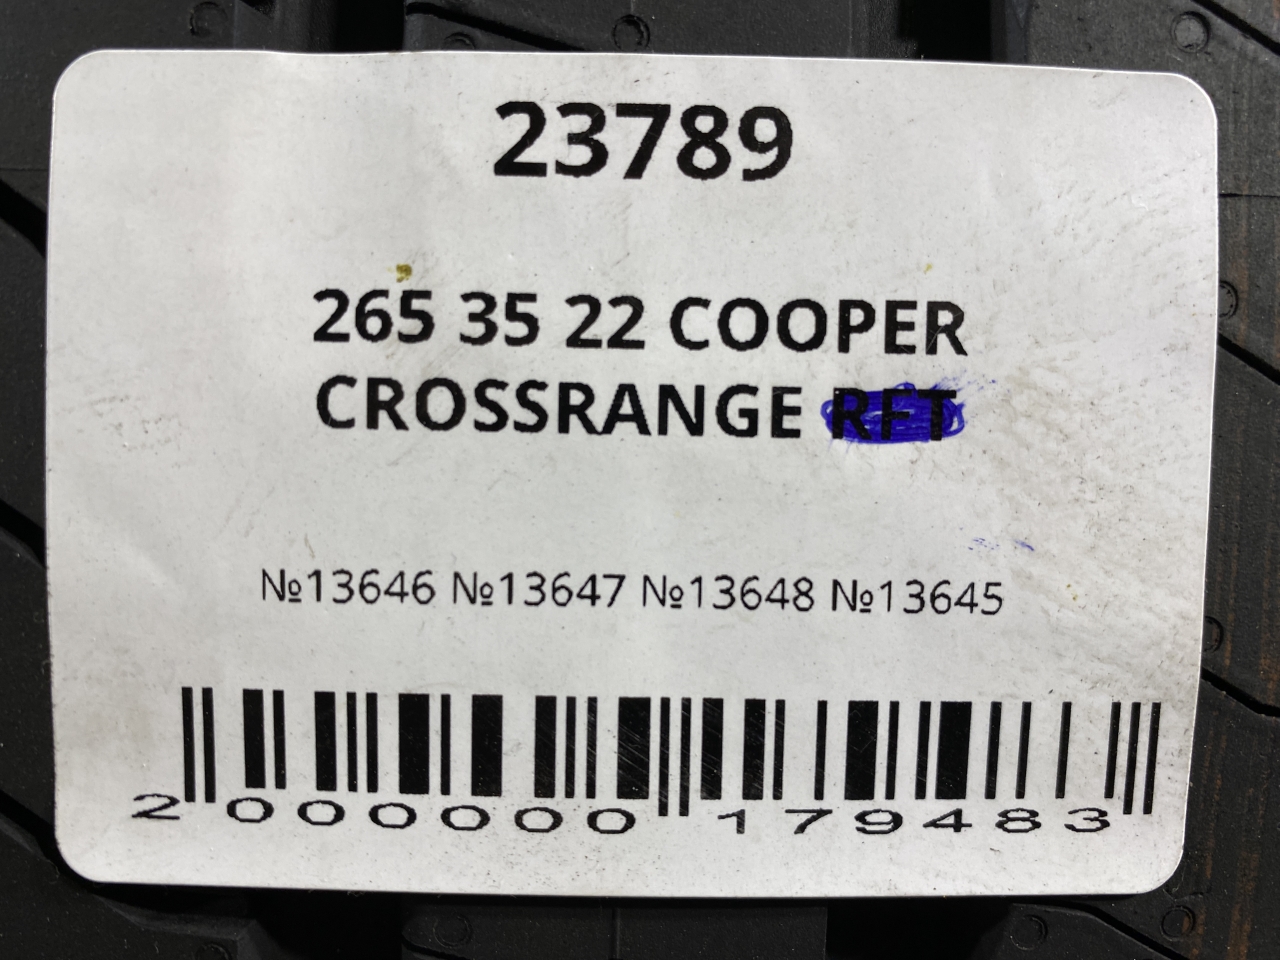 23789
265 35 22 COOPER
CROSSRANGE RFT
№13646 №13647 №13648 №13645
2 000000 179483